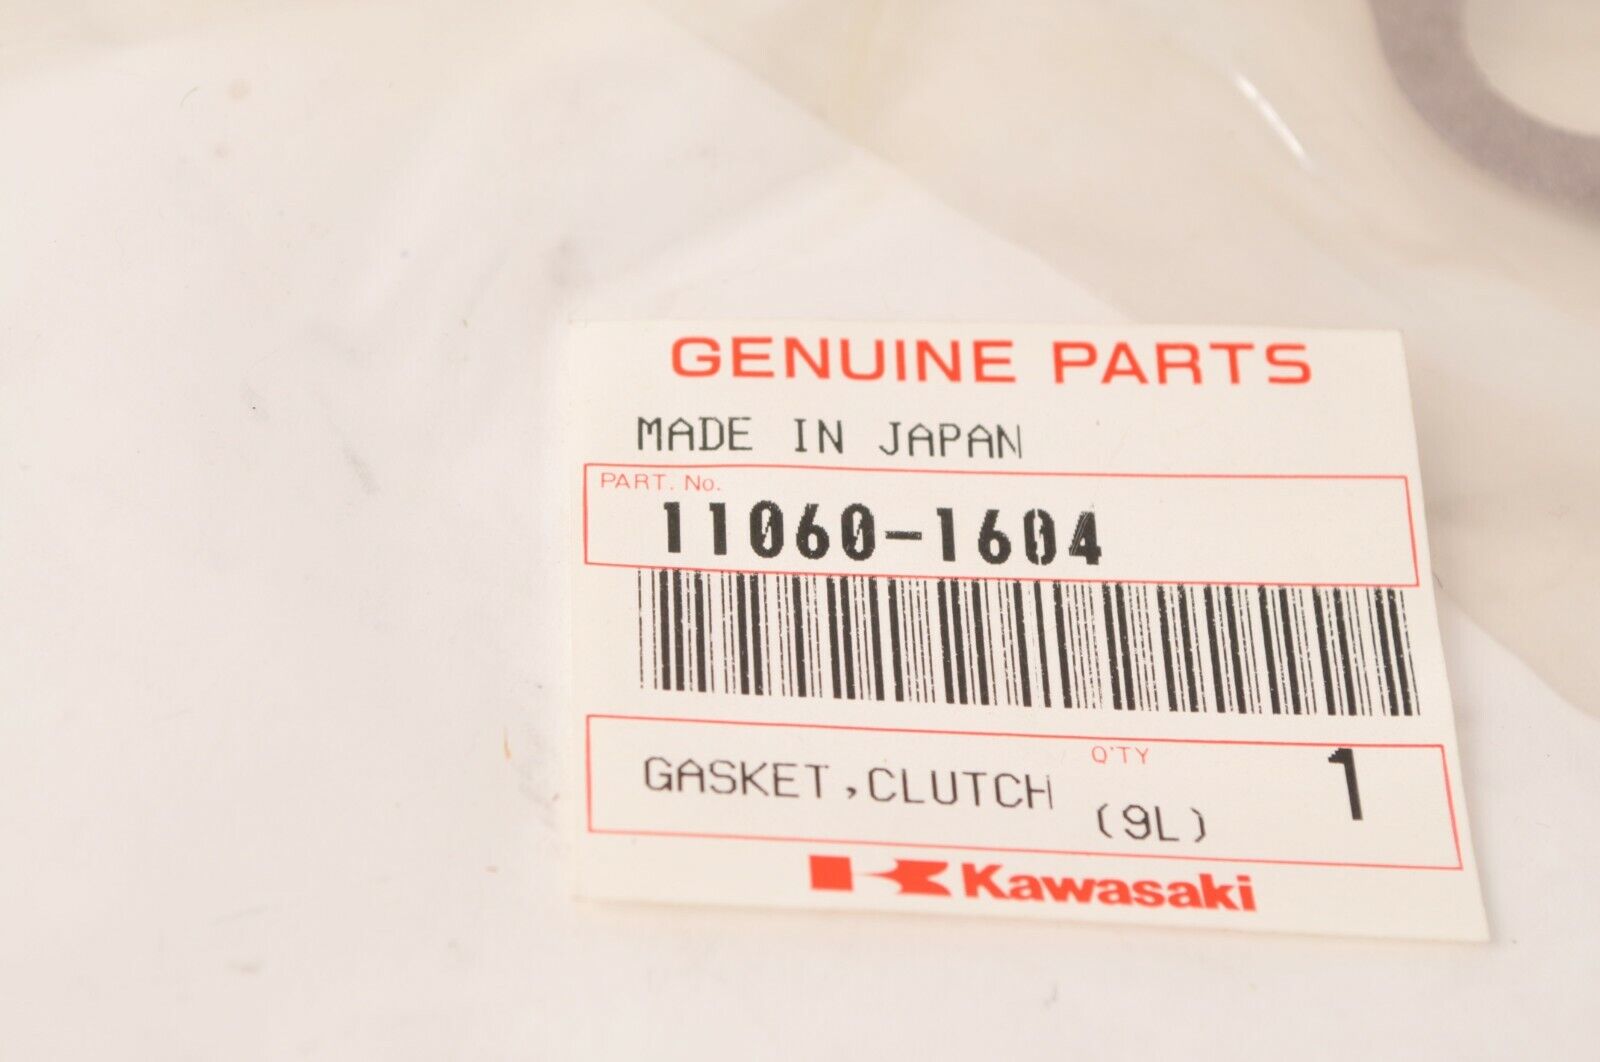 GENUINE PARTS
MADE IN JAPAN
PART. No.
11060-1604
GASKET,CLUTCH
Q'TY
1
(9L)
Kawasaki